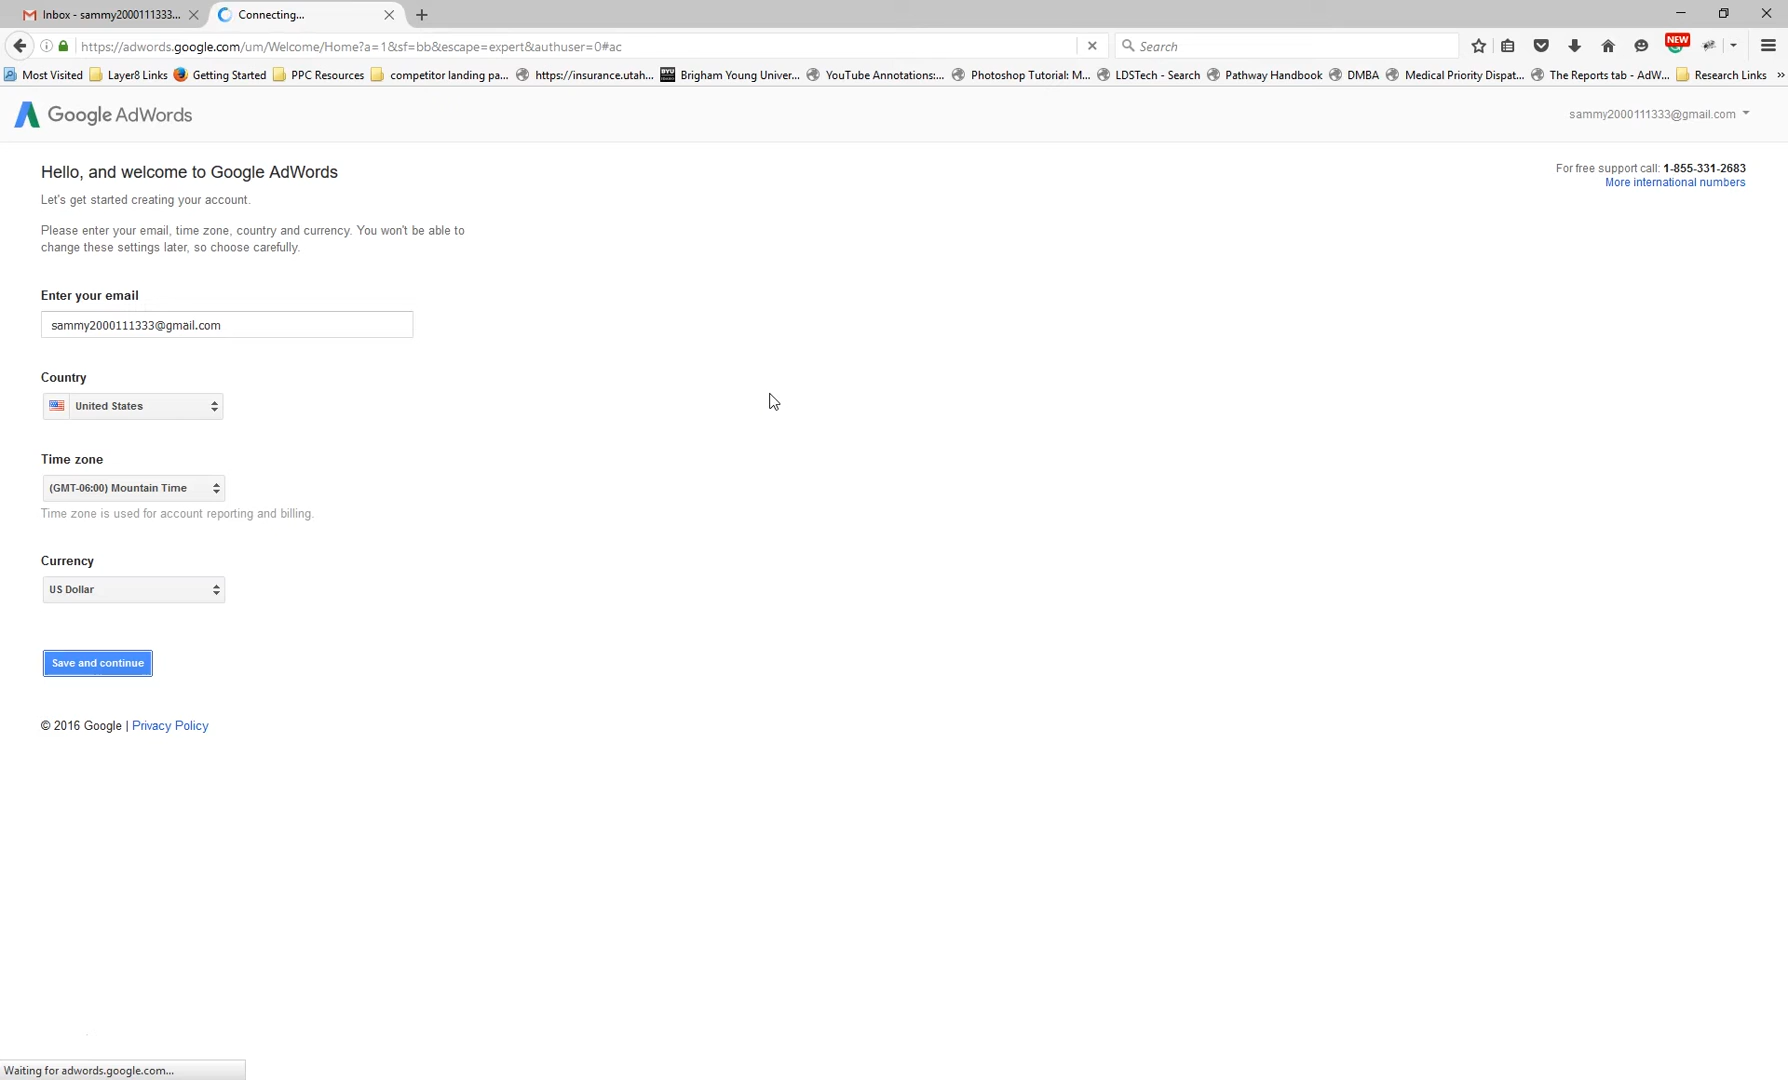 Inbox - sammy2000111333...
Connecting...
https://adwords.google.com/um/Welcome/Home?a=1&sf=bb&escape=expert&authuser=0#ac
Search
NEW
Most Visited Layer8 Links Getting Started PPC Resources competitor landing pa... https://insurance.utah... BYU Brigham Young Univer... YouTube Annotations:... Photoshop Tutorial: M... LDSTech - Search Pathway Handbook DMBA Medical Priority Dispat... The Reports tab - AdW... Research Links »
Google AdWords
sammy2000111333@gmail.com
Hello, and welcome to Google AdWords
For free support call: 1-855-331-2683
More international numbers
Let's get started creating your account.
Please enter your email, time zone, country and currency. You won't be able to
change these settings later, so choose carefully.
Enter your email
sammy2000111333@gmail.com
Country
United States
Time zone
(GMT-06:00) Mountain Time
Time zone is used for account reporting and billing.
Currency
US Dollar
Save and continue
© 2016 Google | Privacy Policy
Waiting for adwords.google.com...